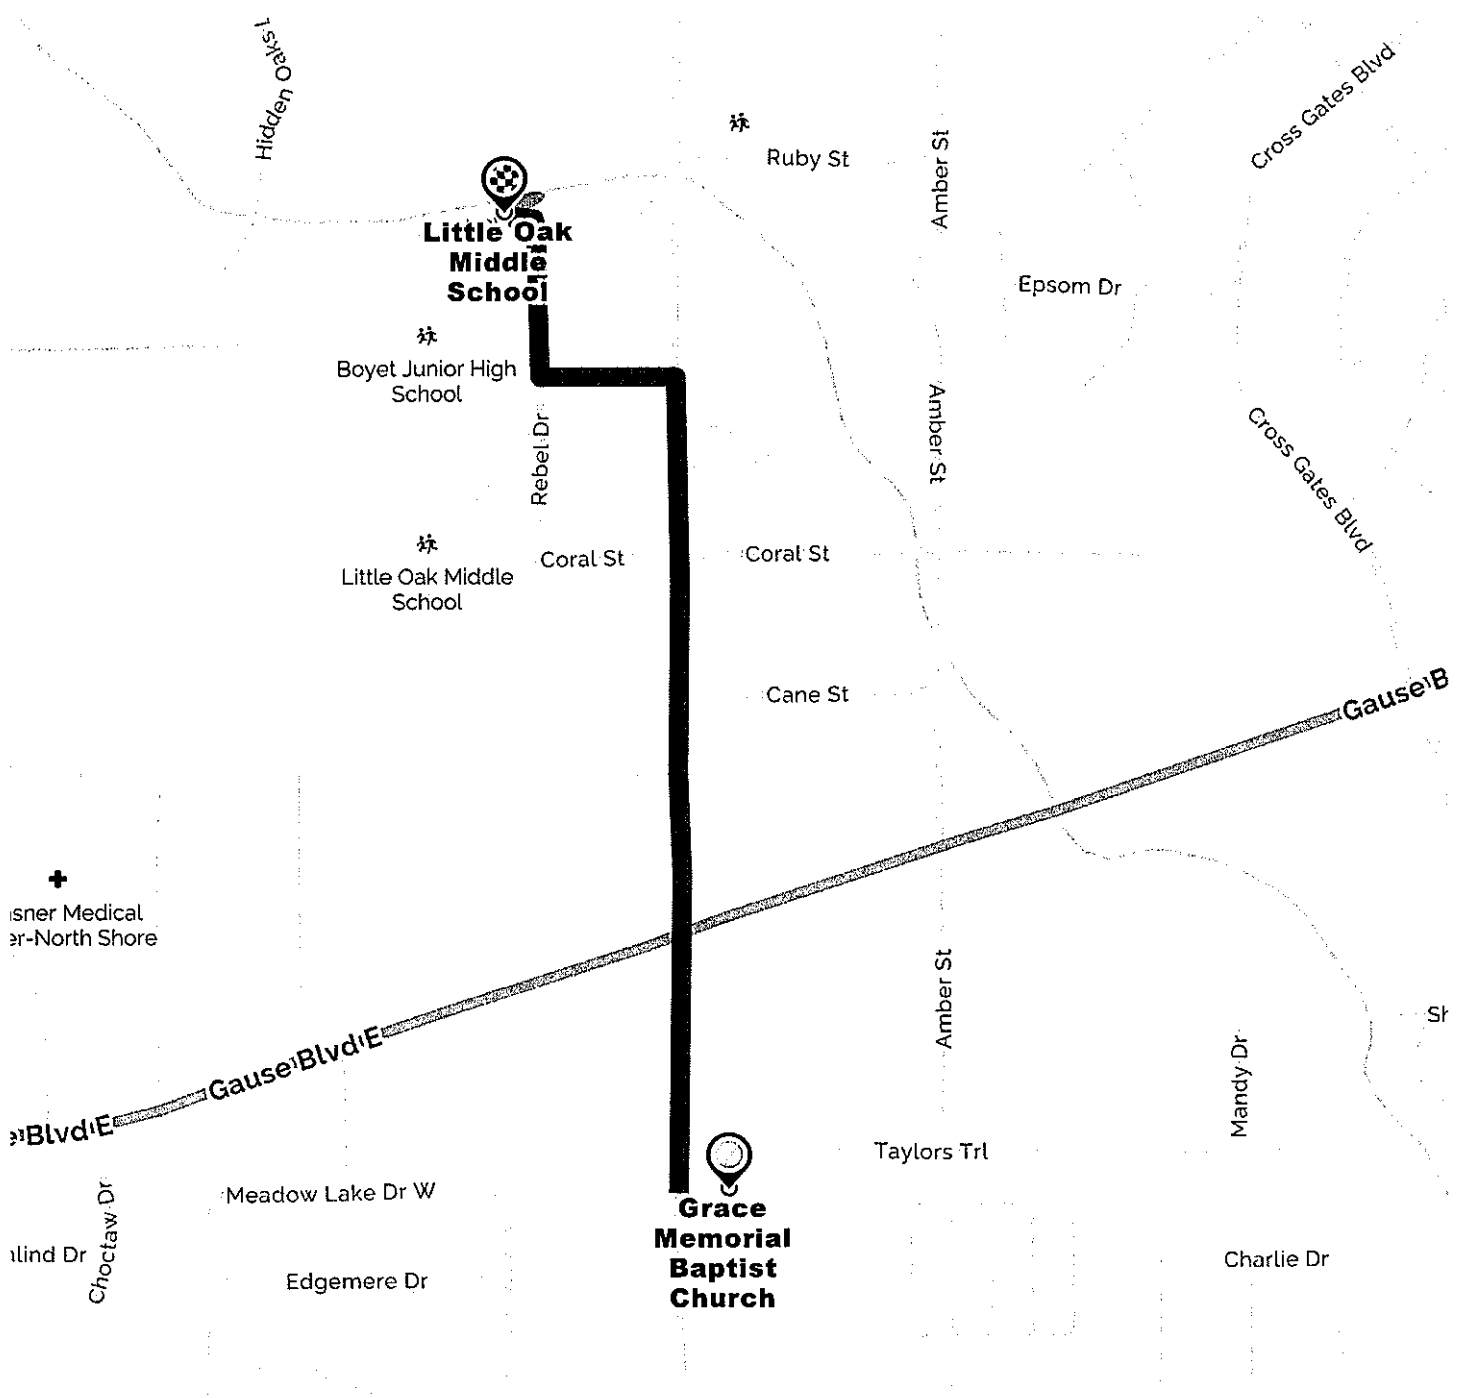 Hidden Oaks
Cross Gates Blvd
Ruby St
Amber St
Little Oak
Middle
School
Epsom Dr
Boyet Junior High
School
Rebel Dr
Amber St
Cross Gates Blvd
Little Oak Middle
School
Coral St
Coral St
Cane St
Gause B
Medical
North Shore
Amber St
Gause Blvd E
Blvd E
Mandy Dr
Taylors Trl
Choctaw Dr
Meadow Lake Dr W
Grace
Memorial
Baptist
Church
Dr
Edgemere Dr
Charlie Dr